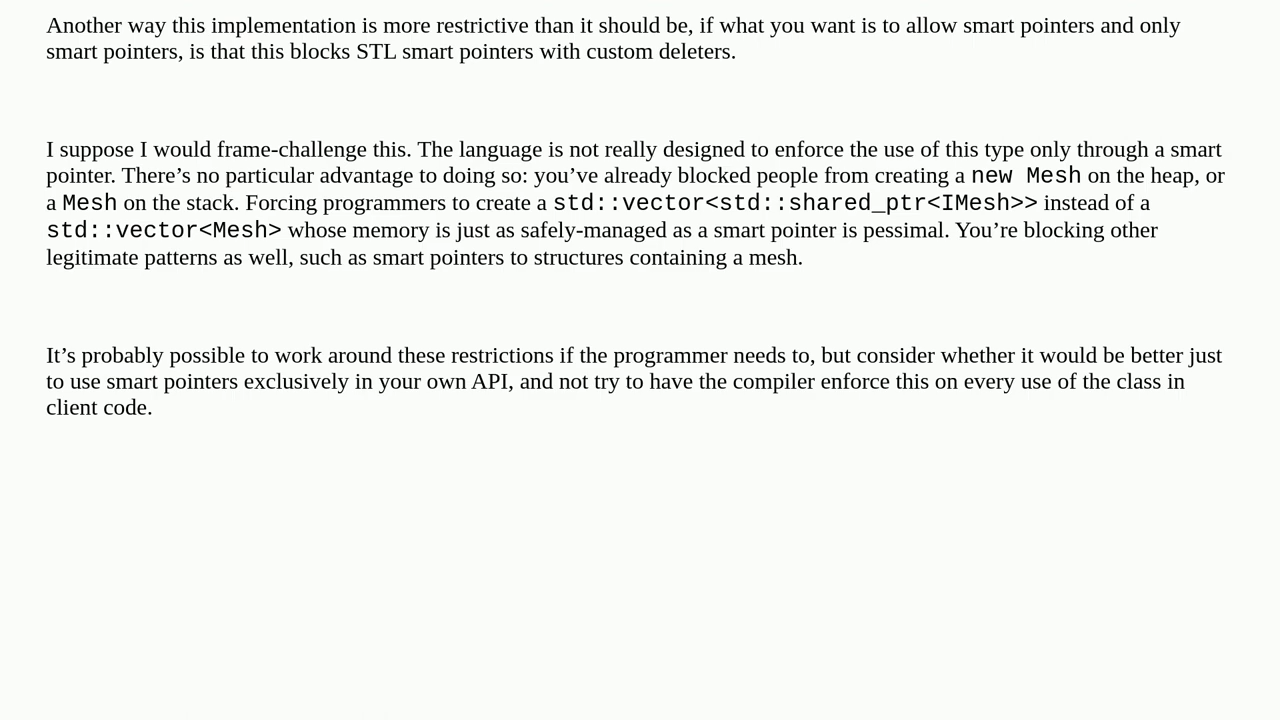 Another way this implementation is more restrictive than it should be, if what you want is to allow smart pointers and only
smart pointers, is that this blocks STL smart pointers with custom deleters.
I suppose I would frame-challenge this. The language is not really designed to enforce the use of this type only through a smart
pointer. There’s no particular advantage to doing so: you’ve already blocked people from creating a new Mesh on the heap, or
a Mesh on the stack. Forcing programmers to create a std::vector<std::shared_ptr<IMesh>> instead of a
std::vector<Mesh> whose memory is just as safely-managed as a smart pointer is pessimal. You’re blocking other
legitimate patterns as well, such as smart pointers to structures containing a mesh.
It’s probably possible to work around these restrictions if the programmer needs to, but consider whether it would be better just
to use smart pointers exclusively in your own API, and not try to have the compiler enforce this on every use of the class in
client code.